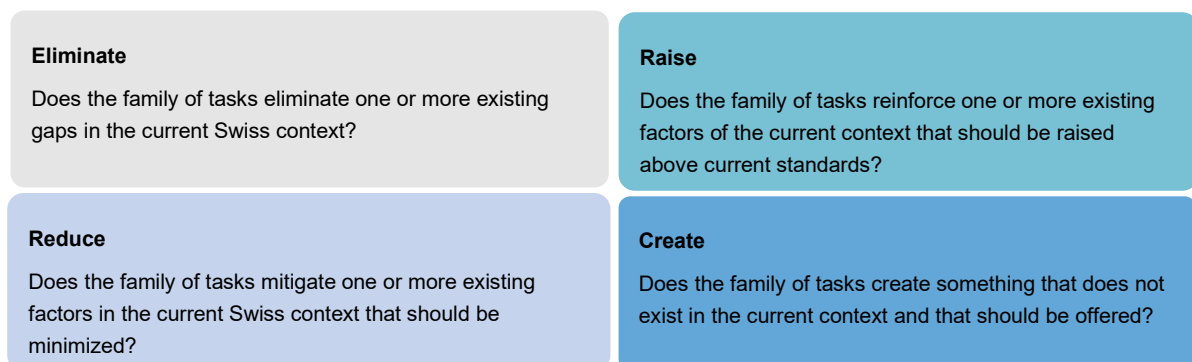 Eliminate
Does the family of tasks eliminate one or more existing
gaps in the current Swiss context?
Raise
Does the family of tasks reinforce one or more existing
factors of the current context that should be raised
above current standards?
Reduce
Does the family of tasks mitigate one or more existing
factors in the current Swiss context that should be
minimized?
Create
Does the family of tasks create something that does not
exist in the current context and that should be offered?